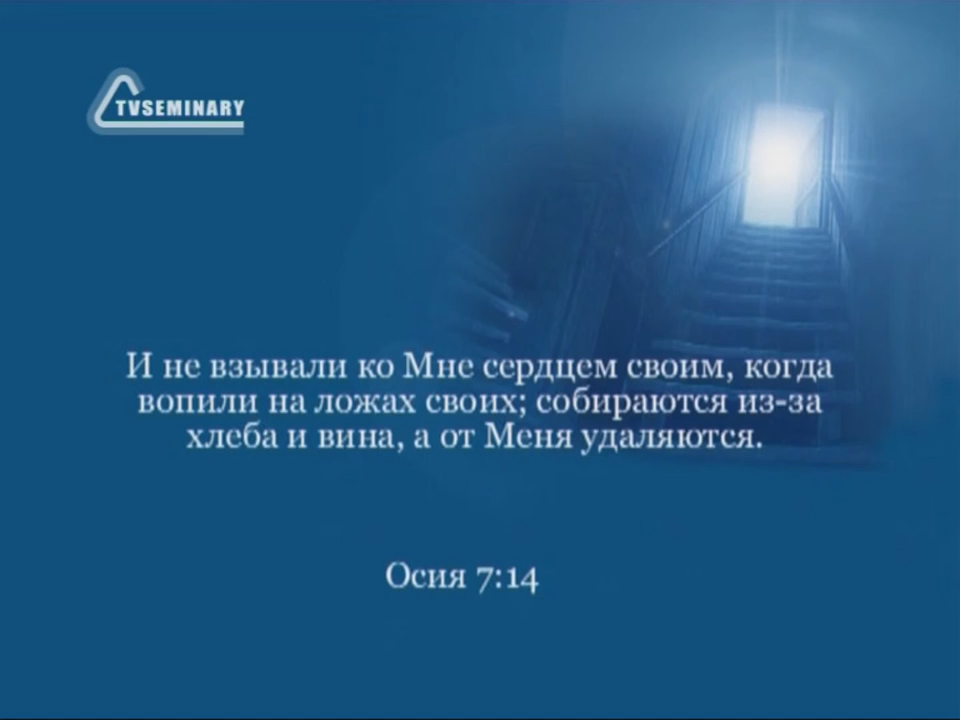 TVSEMINARY
И не взывали ко Мне сердцем своим, когда
вопили на ложах своих; собираются из-за
хлеба и вина, а от Меня удаляются.
Осия 7:14